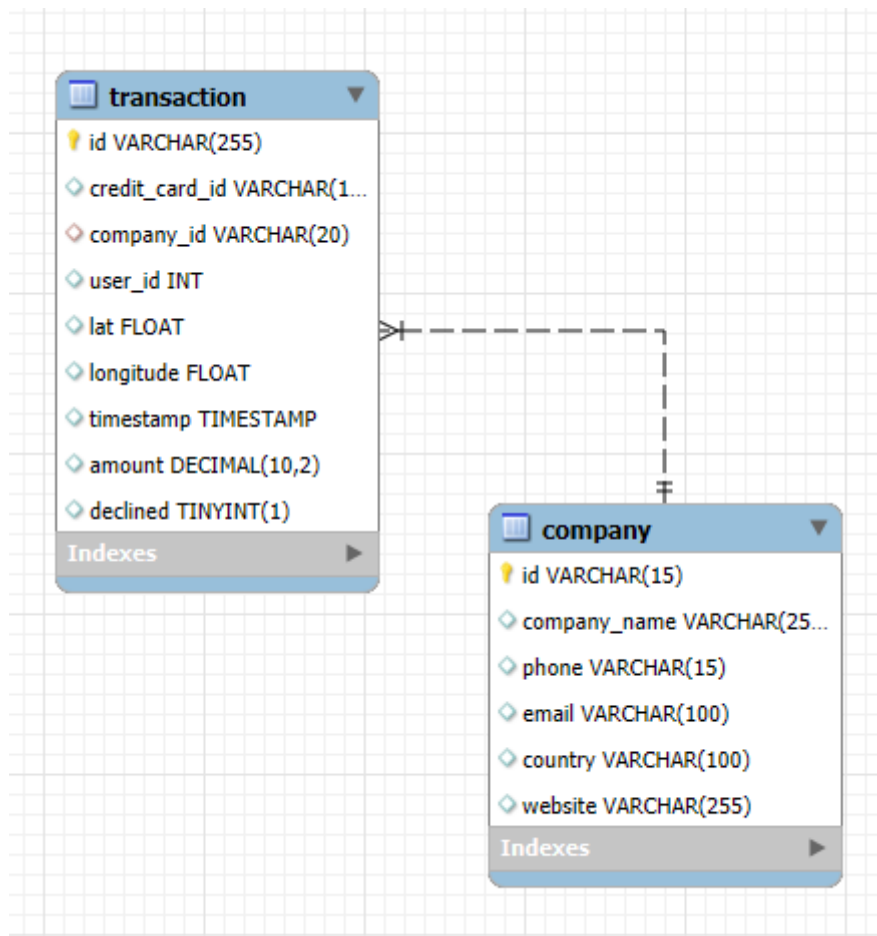 transaction
id VARCHAR(255)
credit_card_id VARCHAR(1...
company_id VARCHAR(20)
user_id INT
lat FLOAT
longitude FLOAT
timestamp TIMESTAMP
amount DECIMAL(10,2)
declined TINYINT(1)
Indexes
company
id VARCHAR(15)
company_name VARCHAR(25...
phone VARCHAR(15)
email VARCHAR(100)
country VARCHAR(100)
website VARCHAR(255)
Indexes